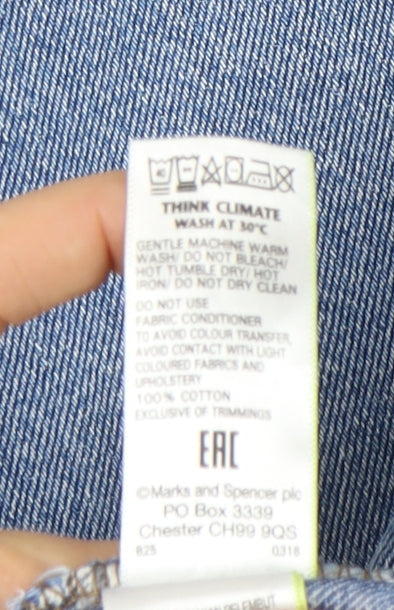 THINK CLIMATE
WASH AT 30°C
GENTLE MACHINE WARM
WASH/ DO NOT BLEACH/
HOT TUMBLE DRY/ HOT
IRON/ DO NOT DRY CLEAN
DO NOT USE
FABRIC CONDITIONER
TO AVOID COLOUR TRANSFER,
AVOID CONTACT WITH LIGHT
COLOURED FABRICS AND
UPHOLSTERY
100% COTTON
EXCLUSIVE OF TRIMMINGS
EAC
©Marks and Spencer plc
PO Box 3339
Chester CH99 9QS
825 0318